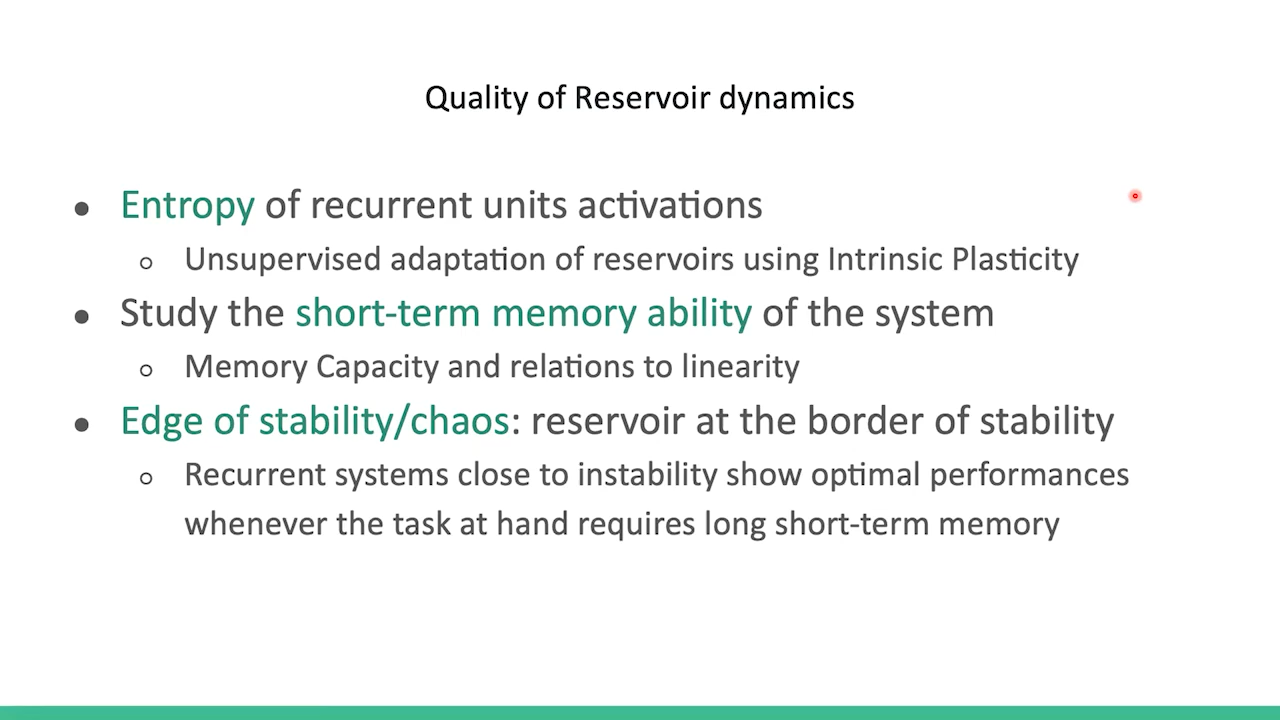 Quality of Reservoir dynamics
● Entropy of recurrent units activations
○ Unsupervised adaptation of reservoirs using Intrinsic Plasticity
● Study the short-term memory ability of the system
○ Memory Capacity and relations to linearity
● Edge of stability/chaos: reservoir at the border of stability
○ Recurrent systems close to instability show optimal performances
whenever the task at hand requires long short-term memory